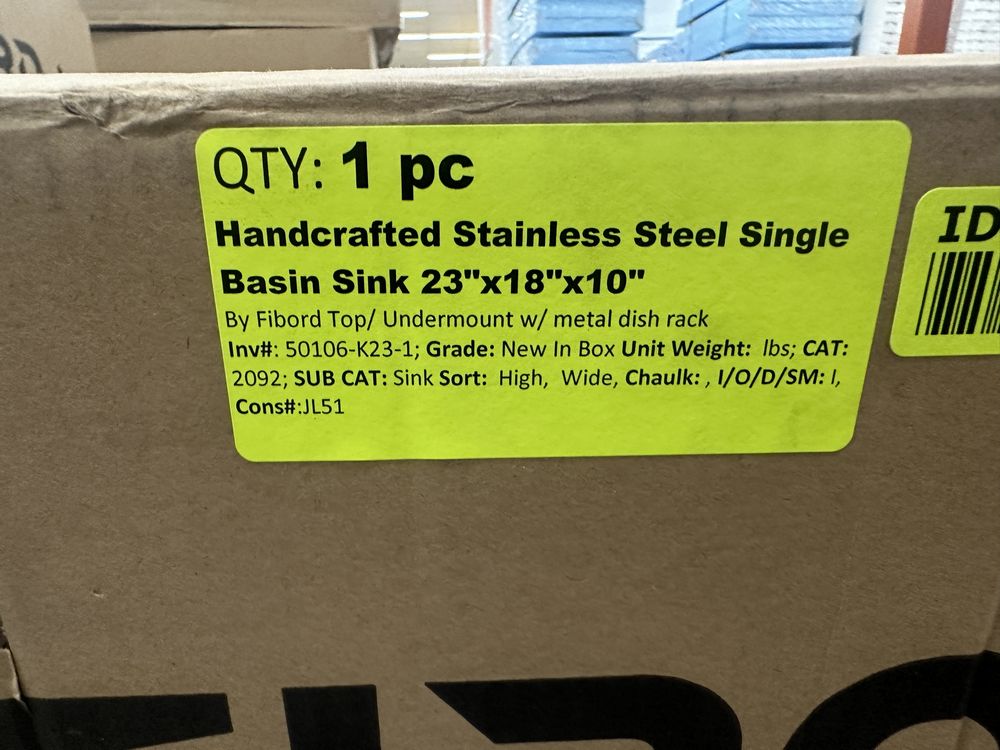 QTY: 1 pc
Handcrafted Stainless Steel Single
Basin Sink 23"x18"x10"
By Fibord Top/ Undermount w/ metal dish rack
Inv#: 50106-K23-1; Grade: New In Box Unit Weight:  lbs; CAT:
2092; SUB CAT: Sink Sort:  High,  Wide, Chaulk: , I/O/D/SM: I,
Cons#:JL51
ID